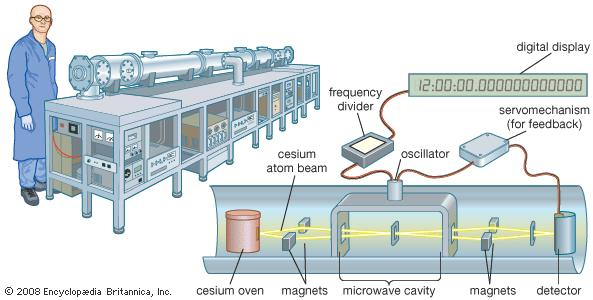 digital display
12:00:00.000000000000
frequency
divider
servomechanism
(for feedback)
oscillator
cesium
atom beam
cesium oven
magnets
microwave cavity
magnets
detector
© 2008 Encyclopædia Britannica, Inc.